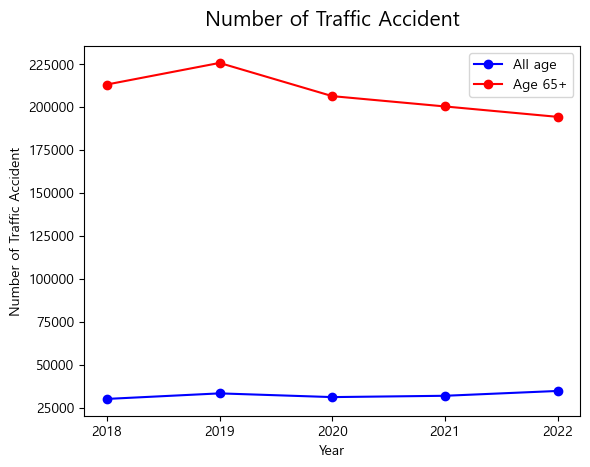 Number of Traffic Accident
All age
Age 65+
Number of Traffic Accident
225000
200000
175000
150000
125000
100000
75000
50000
25000
2018 2019 2020 2021 2022
Year